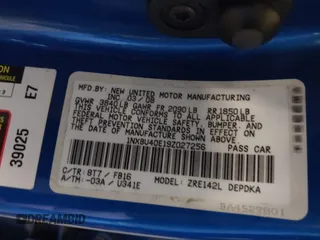 MFD. BY: NEW UNITED MOTOR MANUFACTURING
INC. 03/08
GVWR 3840LB GAWR FR 2090LB RR 1850LB
THIS VEHICLE CONFORMS TO ALL APPLICABLE
FEDERAL MOTOR VEHICLE SAFETY, BUMPER, AND
THEFT PREVENTION STANDARDS IN EFFECT ON
THE DATE OF MANUFACTURE SHOWN ABOVE.
1NXBU40E19Z027256 PASS CAR
C/TR: 8T7 / FB16
A/TM: -03A / U341E
MODEL: ZRE142L DEPDKA
39025
E7